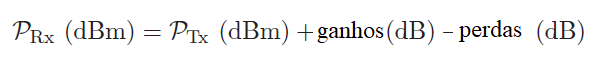 𝒫Rx (dBm) = 𝒫Tx (dBm) + ganhos(dB) – perdas (dB)